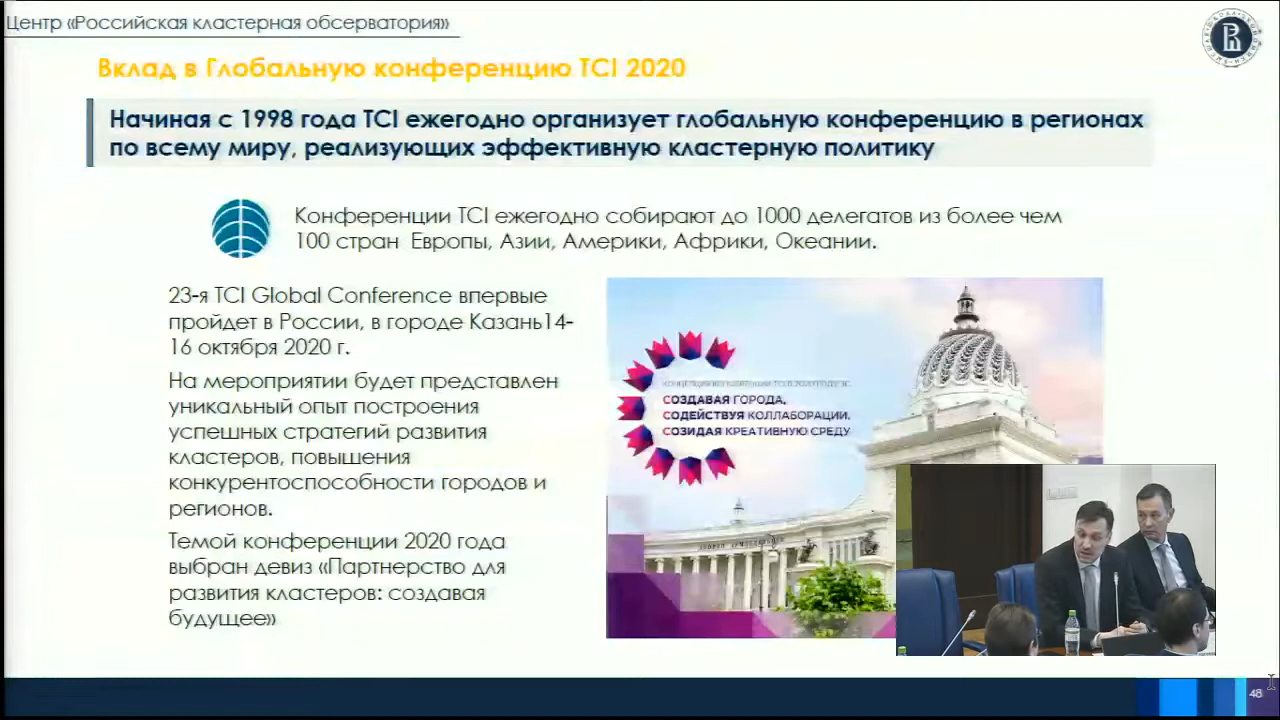 Центр «Российская кластерная обсерватория»
Вклад в Глобальную конференцию TCI 2020
Начиная с 1998 года TCI ежегодно организует глобальную конференцию в регионах
по всему миру, реализующих эффективную кластерную политику
Конференции TCI ежегодно собирают до 1000 делегатов из более чем
100 стран Европы, Азии, Америки, Африки, Океании.
23-я TCI Global Conference впервые
пройдет в России, в городе Казань14-
16 октября 2020 г.
На мероприятии будет представлен
уникальный опыт построения
успешных стратегий развития
кластеров, повышения
конкурентоспособности городов и
регионов.
Темой конференции 2020 года
выбран девиз «Партнерство для
развития кластеров: создавая
будущее»
СОЗДАВАЯ ГОРОДА,
СОДЕЙСТВУЯ КОЛЛАБОРАЦИИ,
СОЗИДАЯ КРЕАТИВНУЮ СРЕДУ
48